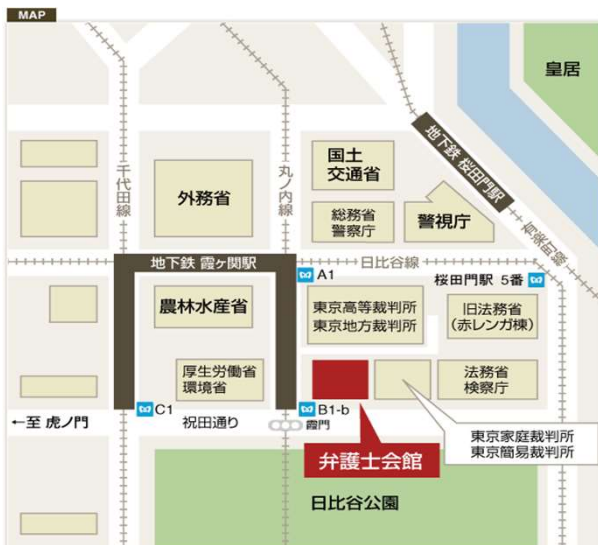 MAP
皇居
地下鉄 桜田門駅
国土
交通省
千代田線
丸ノ内線
外務省
総務省
警察庁
警視庁
有楽町線
地下鉄 霞ヶ関駅
日比谷線
A1
桜田門駅 5番
農林水産省
東京高等裁判所
東京地方裁判所
旧法務省
(赤レンガ棟)
厚生労働省
環境省
法務省
検察庁
C1
B1-b
←至 虎ノ門
祝田通り
霞門
東京家庭裁判所
東京簡易裁判所
弁護士会館
日比谷公園